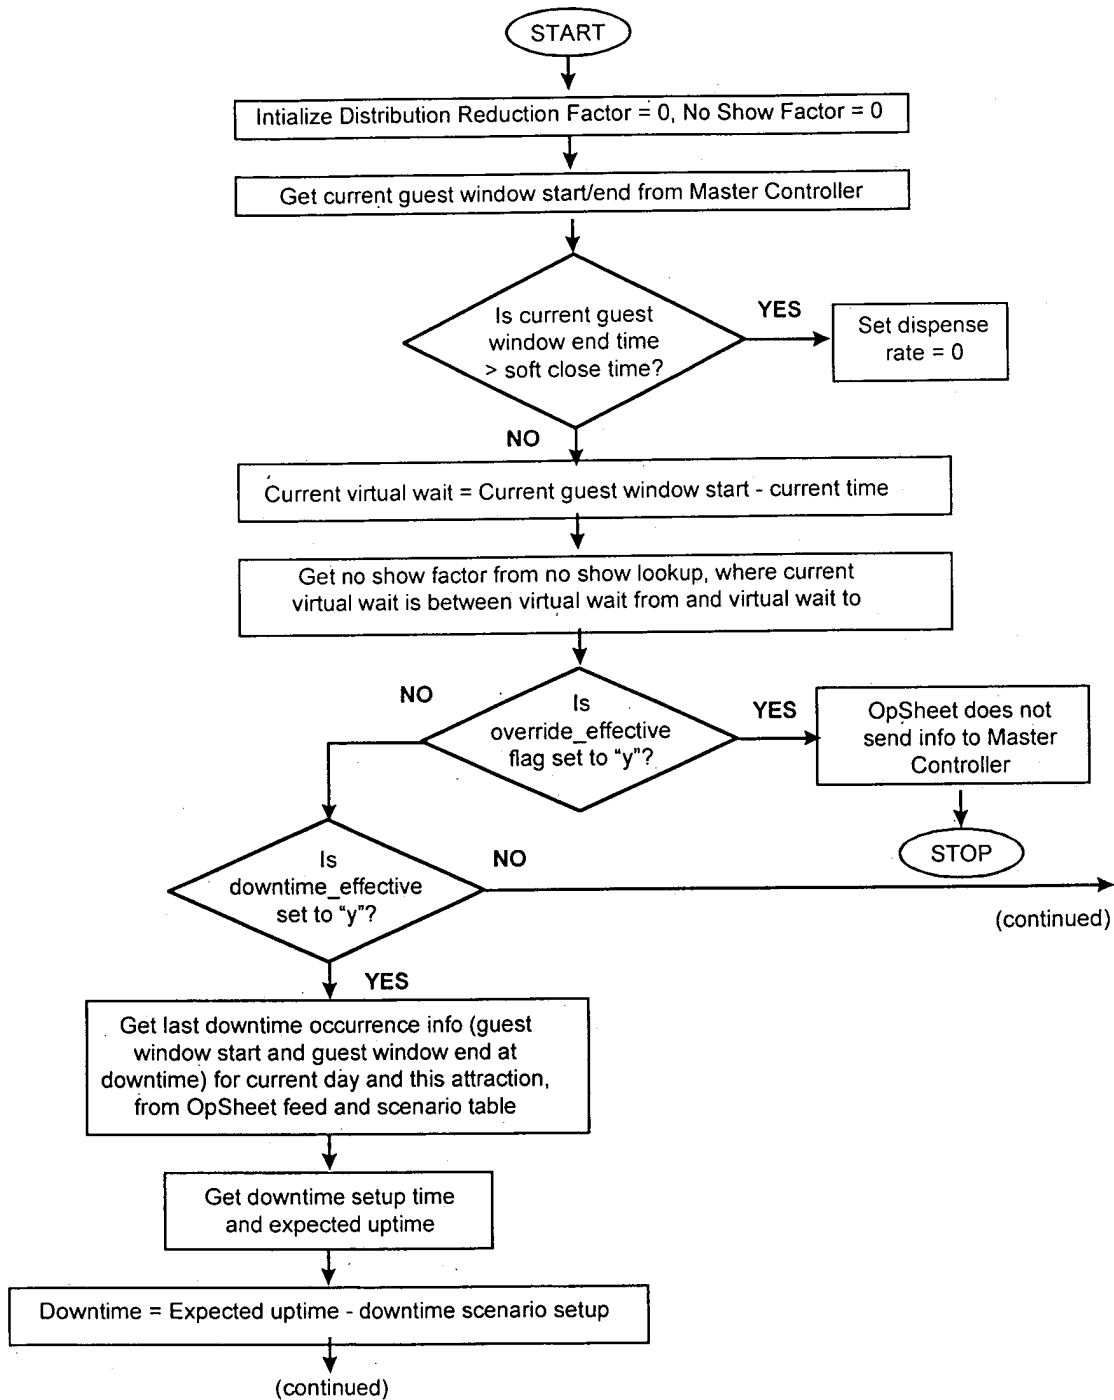 START
Intialize Distribution Reduction Factor = 0, No Show Factor = 0
Get current guest window start/end from Master Controller
Is current guest
window end time
> soft close time?
YES
Set dispense
rate = 0
NO
Current virtual wait = Current guest window start - current time
Get no show factor from no show lookup, where current
virtual wait is between virtual wait from and virtual wait to
NO
Is
override_effective
flag set to “y”?
YES
OpSheet does not
send info to Master
Controller
STOP
Is
downtime_effective
set to “y”?
NO
(continued)
YES
Get last downtime occurrence info (guest
window start and guest window end at
downtime) for current day and this attraction,
from OpSheet feed and scenario table
Get downtime setup time
and expected uptime
Downtime = Expected uptime - downtime scenario setup
(continued)